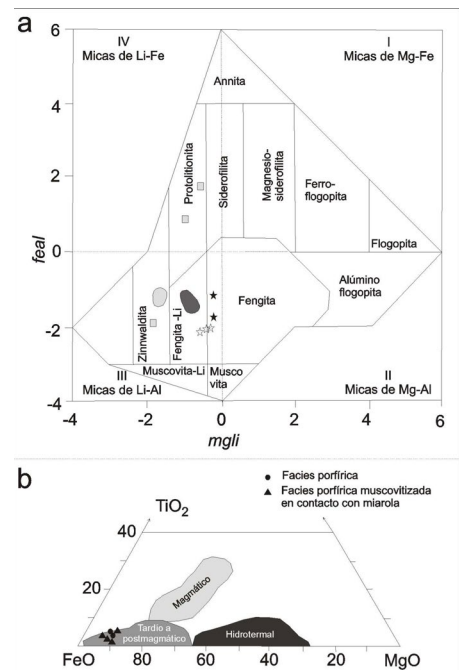 a
6
4
2
0
-2
-4
feal
IV
Micas de Li-Fe
I
Micas de Mg-Fe
Annita
Protolitionita
Siderofilita
Magnesio-
siderofilita
Ferro-
flogopita
Flogopita
Alúmino
flogopita
Zinnwaldita
Fengita -Li
Fengita
Muscovita-Li
Musco
vita
III
Micas de Li-Al
II
Micas de Mg-Al
-4
-2
0
2
4
6
mgli
b
Facies porfírica
Facies porfírica muscovitizada
en contacto con miarola
TiO2
40
20
Magmático
Tardío a
postmagmático
Hidrotermal
FeO
80
60
40
20
MgO